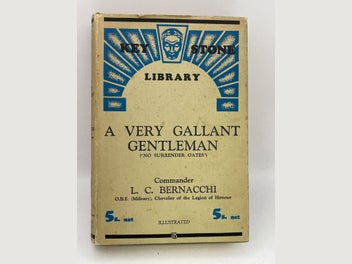 KEY STONE
LIBRARY
A VERY GALLANT
GENTLEMAN
("NO SURRENDER OATES")
Commander
L. C. BERNACCHI
O.B.E. (Military), Chevalier of the Legion of Honour
5s. net 5s. net
ILLUSTRATED